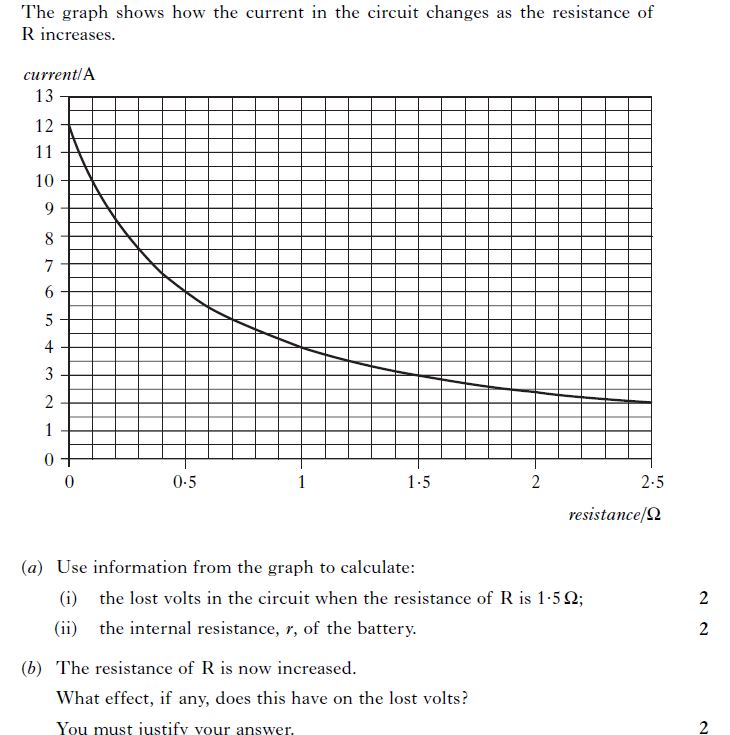 The graph shows how the current in the circuit changes as the resistance of
R increases.
current/A
13
12
11
10
9
8
7
6
5
4
3
2
1
0
0 0·5 1 1·5 2 2·5
resistance/Ω
(a) Use information from the graph to calculate:
(i) the lost volts in the circuit when the resistance of R is 1·5 Ω; 2
(ii) the internal resistance, r, of the battery. 2
(b) The resistance of R is now increased.
What effect, if any, does this have on the lost volts?
You must justify your answer. 2